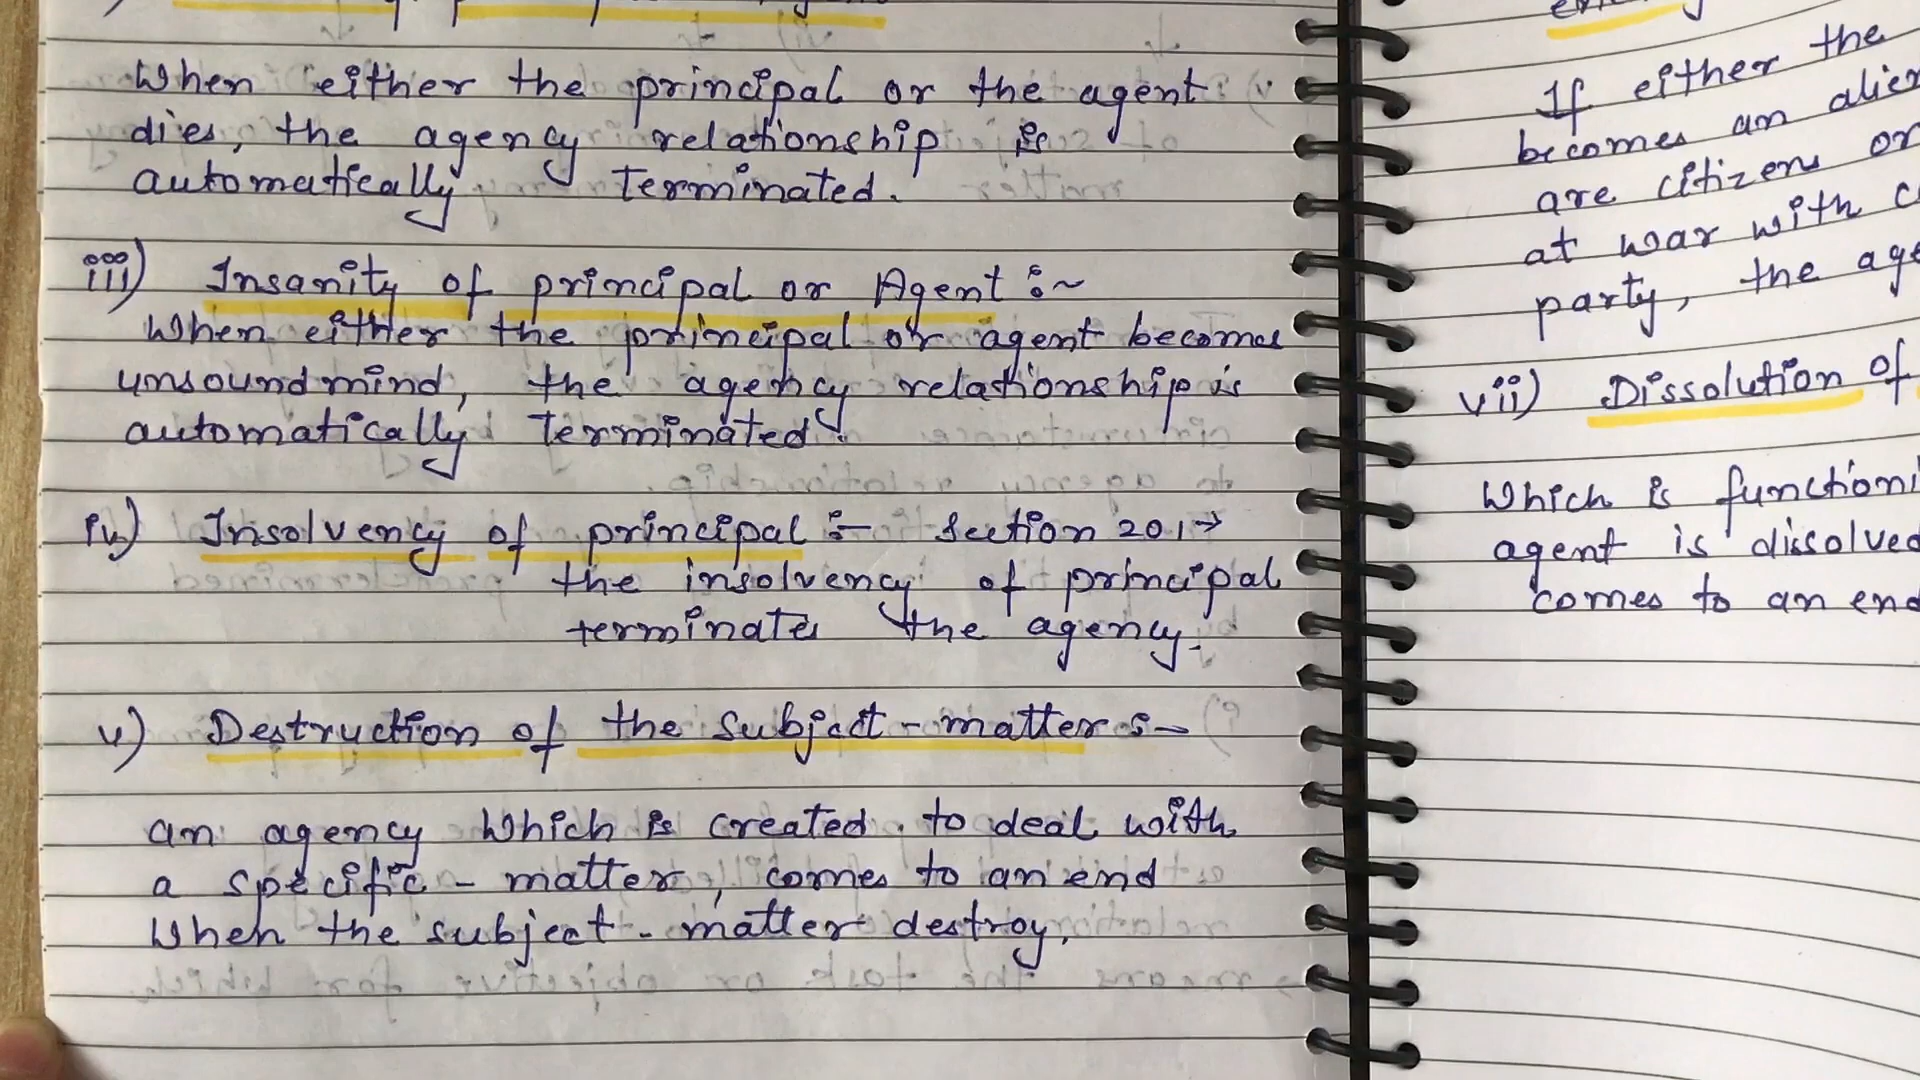 When either the principal or the agent
dies, the agency relationship is
automatically terminated.
iii) Insanity of principal or Agent :~
When either the principal or agent becomes
unsound mind, the agency relationship is
automatically terminated.
iv) Insolvency of principal :- Section 201→
the insolvency of principal
terminates the agency.
v) Destruction of the subject-matter :-
an agency which is created to deal with
a specific-matter, comes to an end
when the subject-matter destroy.
If either the
becomes an alien
are citizens or
at war with
party, the
vii) Dissolution of
Which is
agent is dissolved
comes to an end